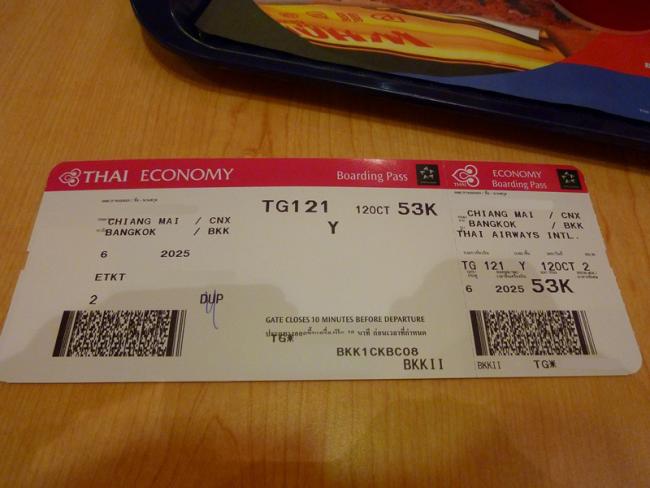 THAI ECONOMY
Boarding Pass
TG121 12OCT 53K
Y
CHIANG MAI / CNX
BANGKOK / BKK
6 2025
ETKT
2 DUP
GATE CLOSES 10 MINUTES BEFORE DEPARTURE
TG*
BKK1CKBC08
BKKII
ECONOMY
Boarding Pass
CHIANG MAI / CNX
BANGKOK / BKK
THAI AIRWAYS INTL.
TG 121 Y 12OCT 2
6 2025 53K
BKKII TG*